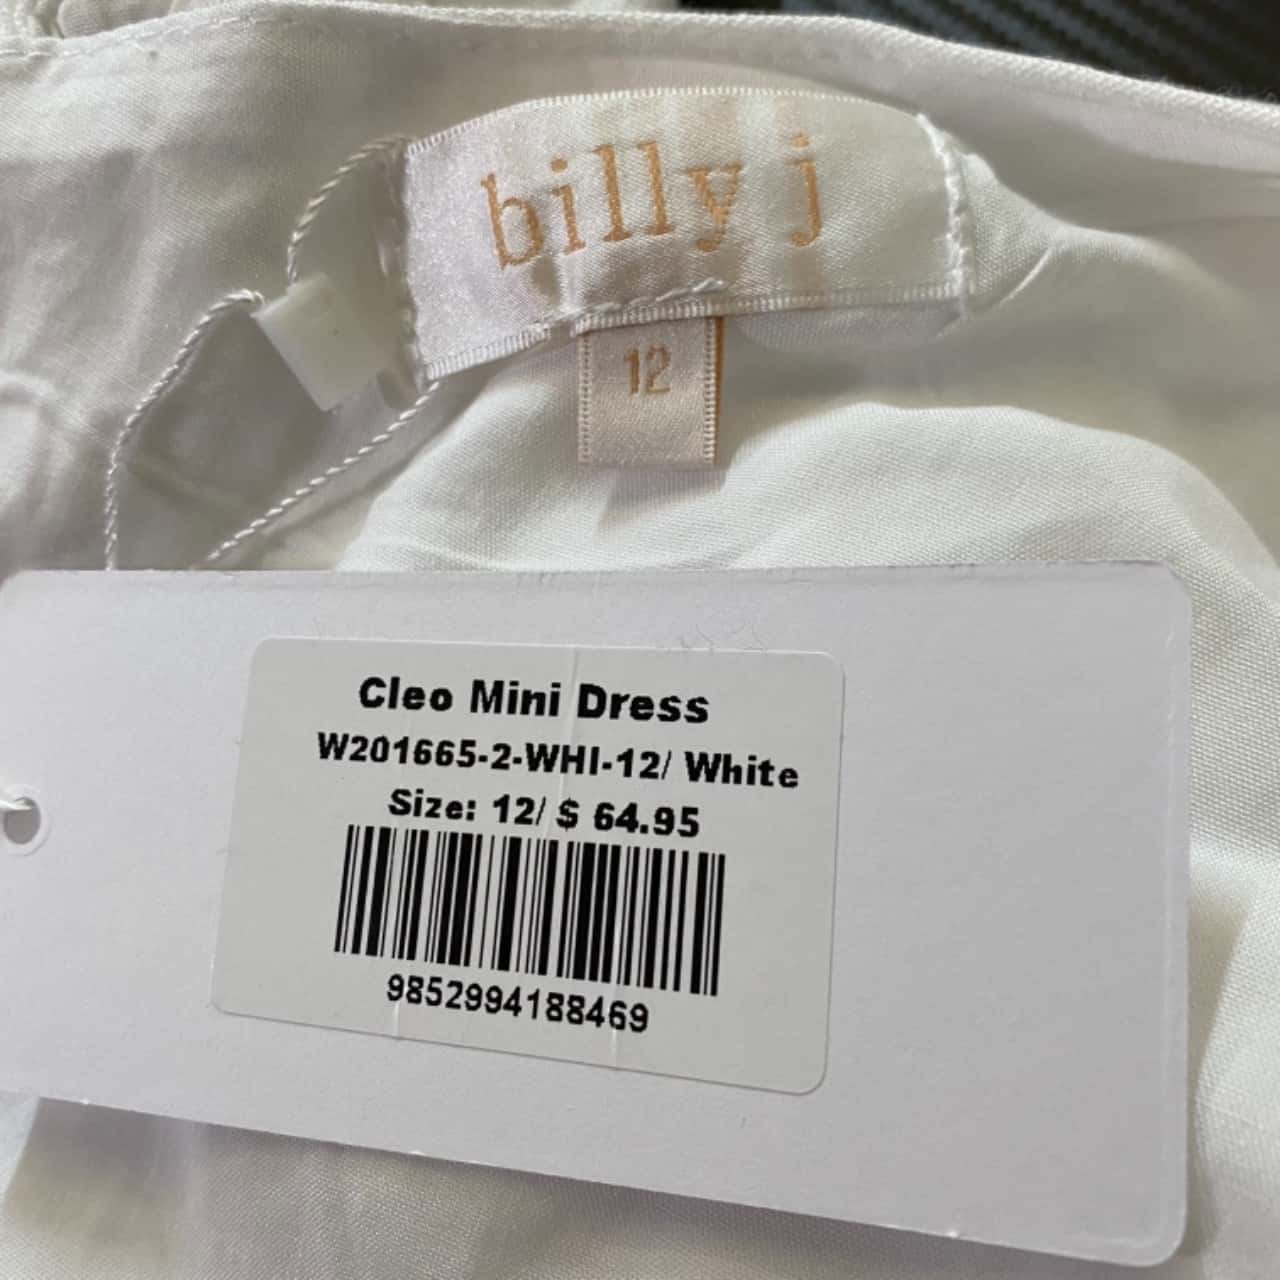 billy j
12
Cleo Mini Dress
W201665-2-WHI-12/ White
Size: 12/ $ 64.95
9852994188469